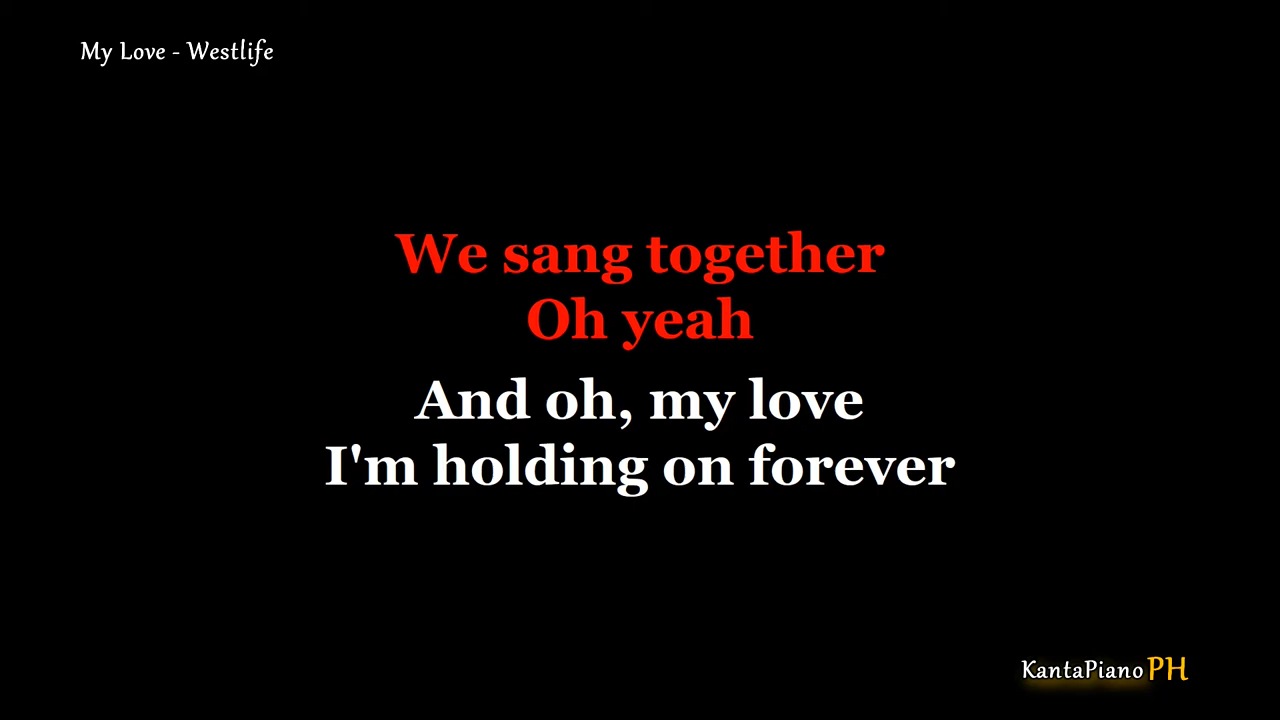 My Love - Westlife
We sang together
Oh yeah
And oh, my love
I'm holding on forever
KantaPiano PH